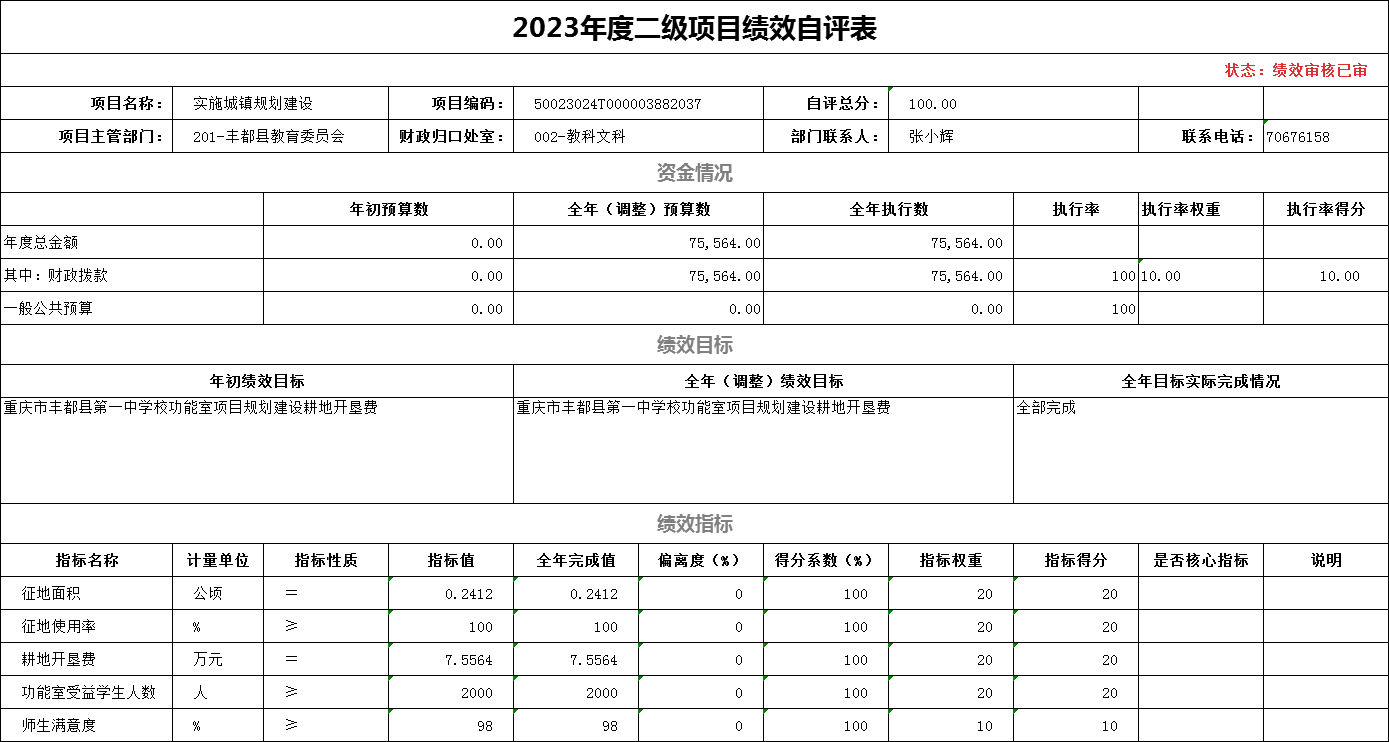 2023年度二级项目绩效自评表
状态：绩效审核已审
项目名称： 实施城镇规划建设 项目编码： 50023024T000003882037 自评总分： 100.00
项目主管部门： 201-丰都县教育委员会 财政归口处室： 002-教科文科 部门联系人： 张小辉 联系电话： 70676158
资金情况
年初预算数 全年（调整）预算数 全年执行数 执行率 执行率权重 执行率得分
年度总金额 0.00 75,564.00 75,564.00
其中：财政拨款 0.00 75,564.00 75,564.00 100 10.00 10.00
一般公共预算 0.00 0.00 0.00 100
绩效目标
年初绩效目标 全年（调整）绩效目标 全年目标实际完成情况
重庆市丰都县第一中学校功能室项目规划建设耕地开垦费 重庆市丰都县第一中学校功能室项目规划建设耕地开垦费 全部完成
绩效指标
指标名称 计量单位 指标性质 指标值 全年完成值 偏离度（%） 得分系数（%） 指标权重 指标得分 是否核心指标 说明
征地面积 公顷 ＝ 0.2412 0.2412 0 100 20 20
征地使用率 % ≥ 100 100 0 100 20 20
耕地开垦费 万元 ＝ 7.5564 7.5564 0 100 20 20
功能室受益学生人数 人 ≥ 2000 2000 0 100 20 20
师生满意度 % ≥ 98 98 0 100 10 10